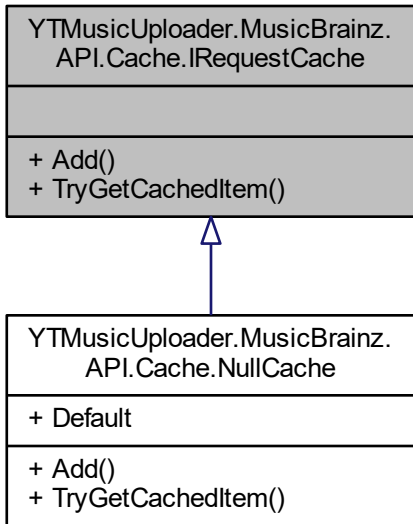 YTMusicUploader.MusicBrainz.
API.Cache.IRequestCache
+ Add()
+ TryGetCachedItem()
YTMusicUploader.MusicBrainz.
API.Cache.NullCache
+ Default
+ Add()
+ TryGetCachedItem()